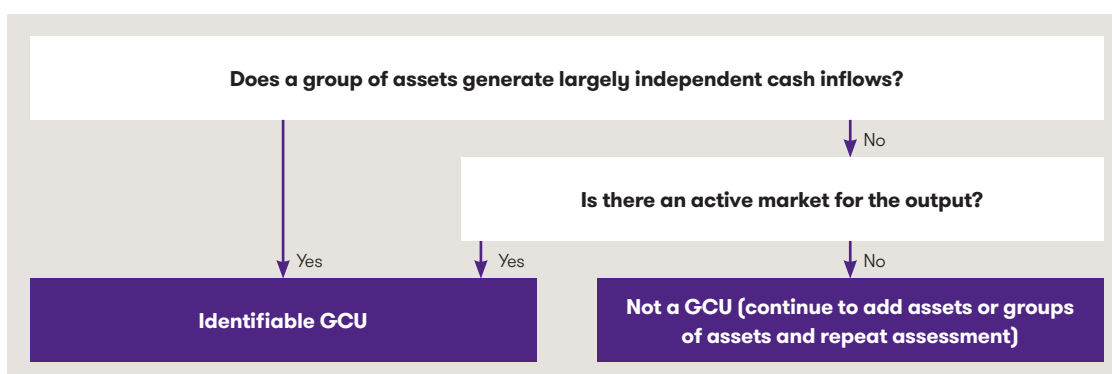 Does a group of assets generate largely independent cash inflows?
No
Is there an active market for the output?
Yes
Yes
No
Identifiable GCU
Not a GCU (continue to add assets or groups
of assets and repeat assessment)